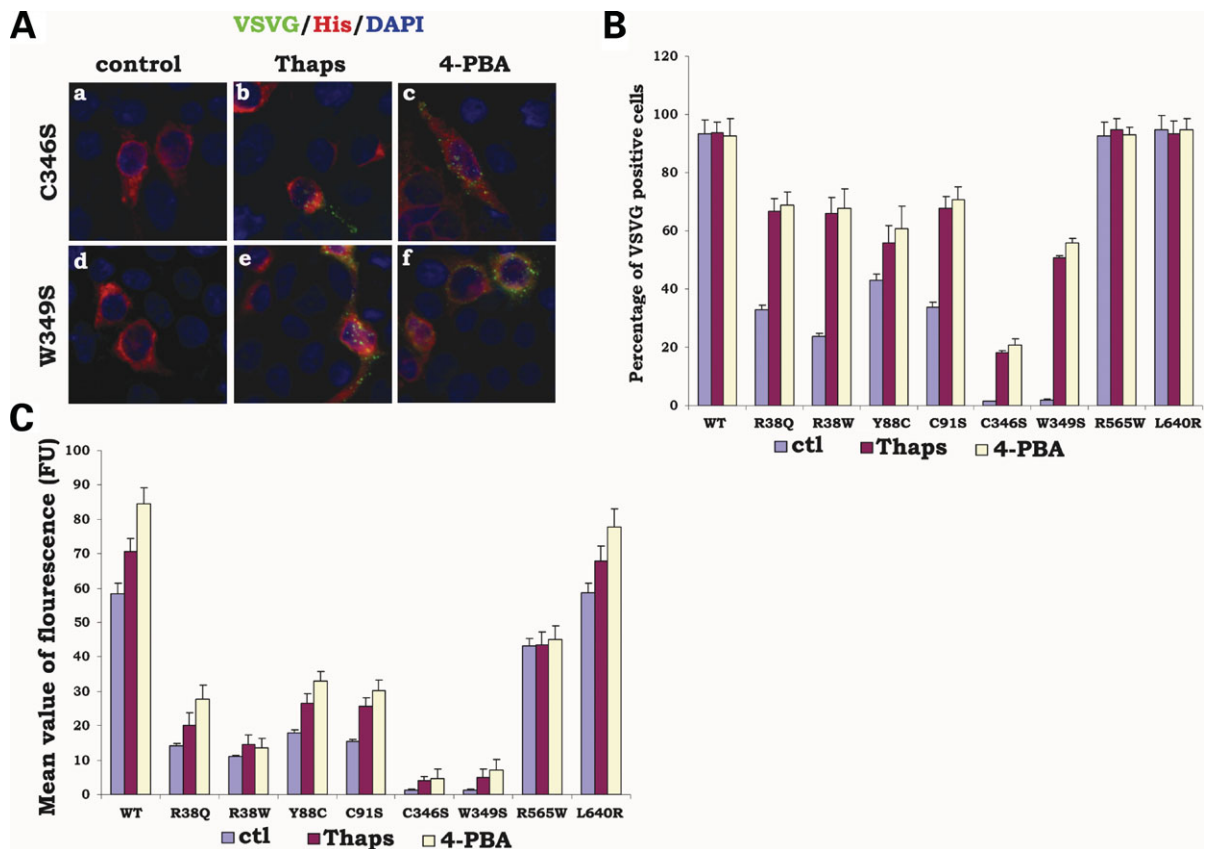 A
VSVG/His/DAPI
control Thaps 4-PBA
C346S
a b c
W349S
d e f
B
Percentage of VSVG positive cells
120
100
80
60
40
20
0
WT R38Q R38W Y88C C91S C346S W349S R565W L640R
ctl Thaps 4-PBA
C
Mean value of flourescence (FU)
100
90
80
70
60
50
40
30
20
10
0
WT R38Q R38W Y88C C91S C346S W349S R565W L640R
ctl Thaps 4-PBA